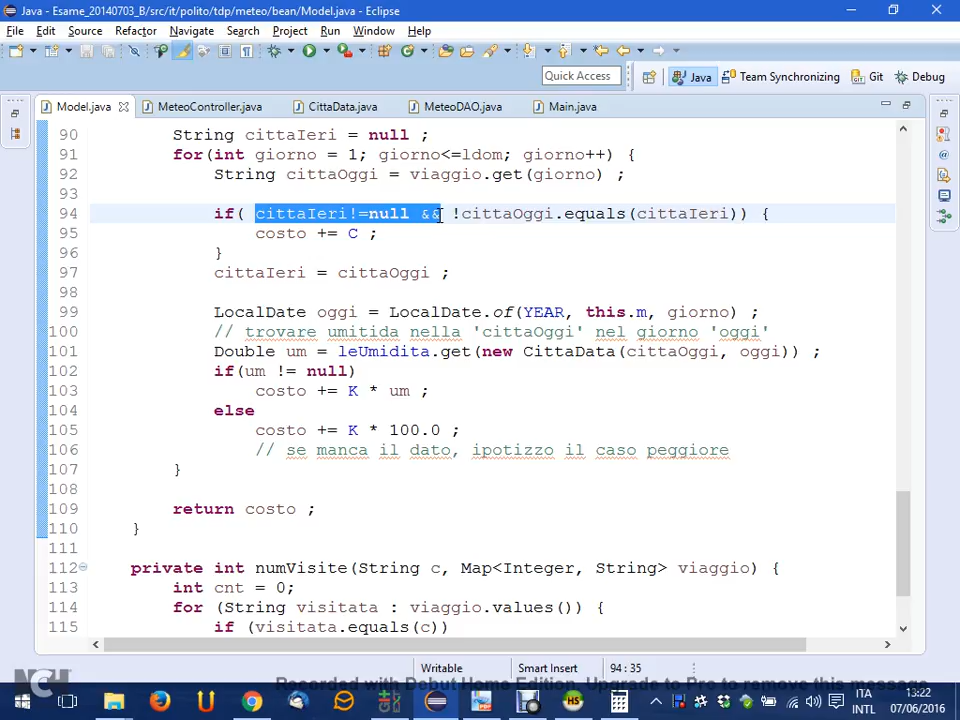 Java - Esame_20140703_B/src/it/polito/tdp/meteo/bean/Model.java - Eclipse
File Edit Source Refactor Navigate Search Project Run Window Help
Quick Access Java Team Synchronizing Git Debug
Model.java MeteoController.java CittaData.java MeteoDAO.java Main.java
90 String cittaIeri = null ;
91 for(int giorno = 1; giorno<=ldom; giorno++) {
92 String cittaOggi = viaggio.get(giorno) ;
93
94 if( cittaIeri!=null && !cittaOggi.equals(cittaIeri)) {
95 costo += C ;
96 }
97 cittaIeri = cittaOggi ;
98
99 LocalDate oggi = LocalDate.of(YEAR, this.m, giorno) ;
100 // trovare umitida nella 'cittaOggi' nel giorno 'oggi'
101 Double um = leUmidita.get(new CittaData(cittaOggi, oggi)) ;
102 if(um != null)
103 costo += K * um ;
104 else
105 costo += K * 100.0 ;
106 // se manca il dato, ipotizzo il caso peggiore
107 }
108
109 return costo ;
110 }
111
112 private int numVisite(String c, Map<Integer, String> viaggio) {
113 int cnt = 0;
114 for (String visitata : viaggio.values()) {
115 if (visitata.equals(c))
Writable Smart Insert 94 : 35
NCH Recorded with Debut Home Edition. Upgrade to Pro to remove this message
ITA 13:22
INTL 07/06/2016